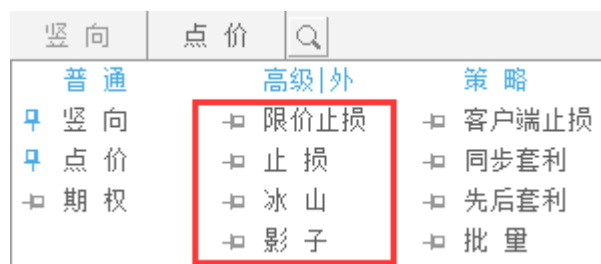 竖 向 点 价
普 通 高级|外 策 略
竖 向 限价止损 客户端止损
点 价 止 损 同步套利
期 权 冰 山 先后套利
影 子 批 量